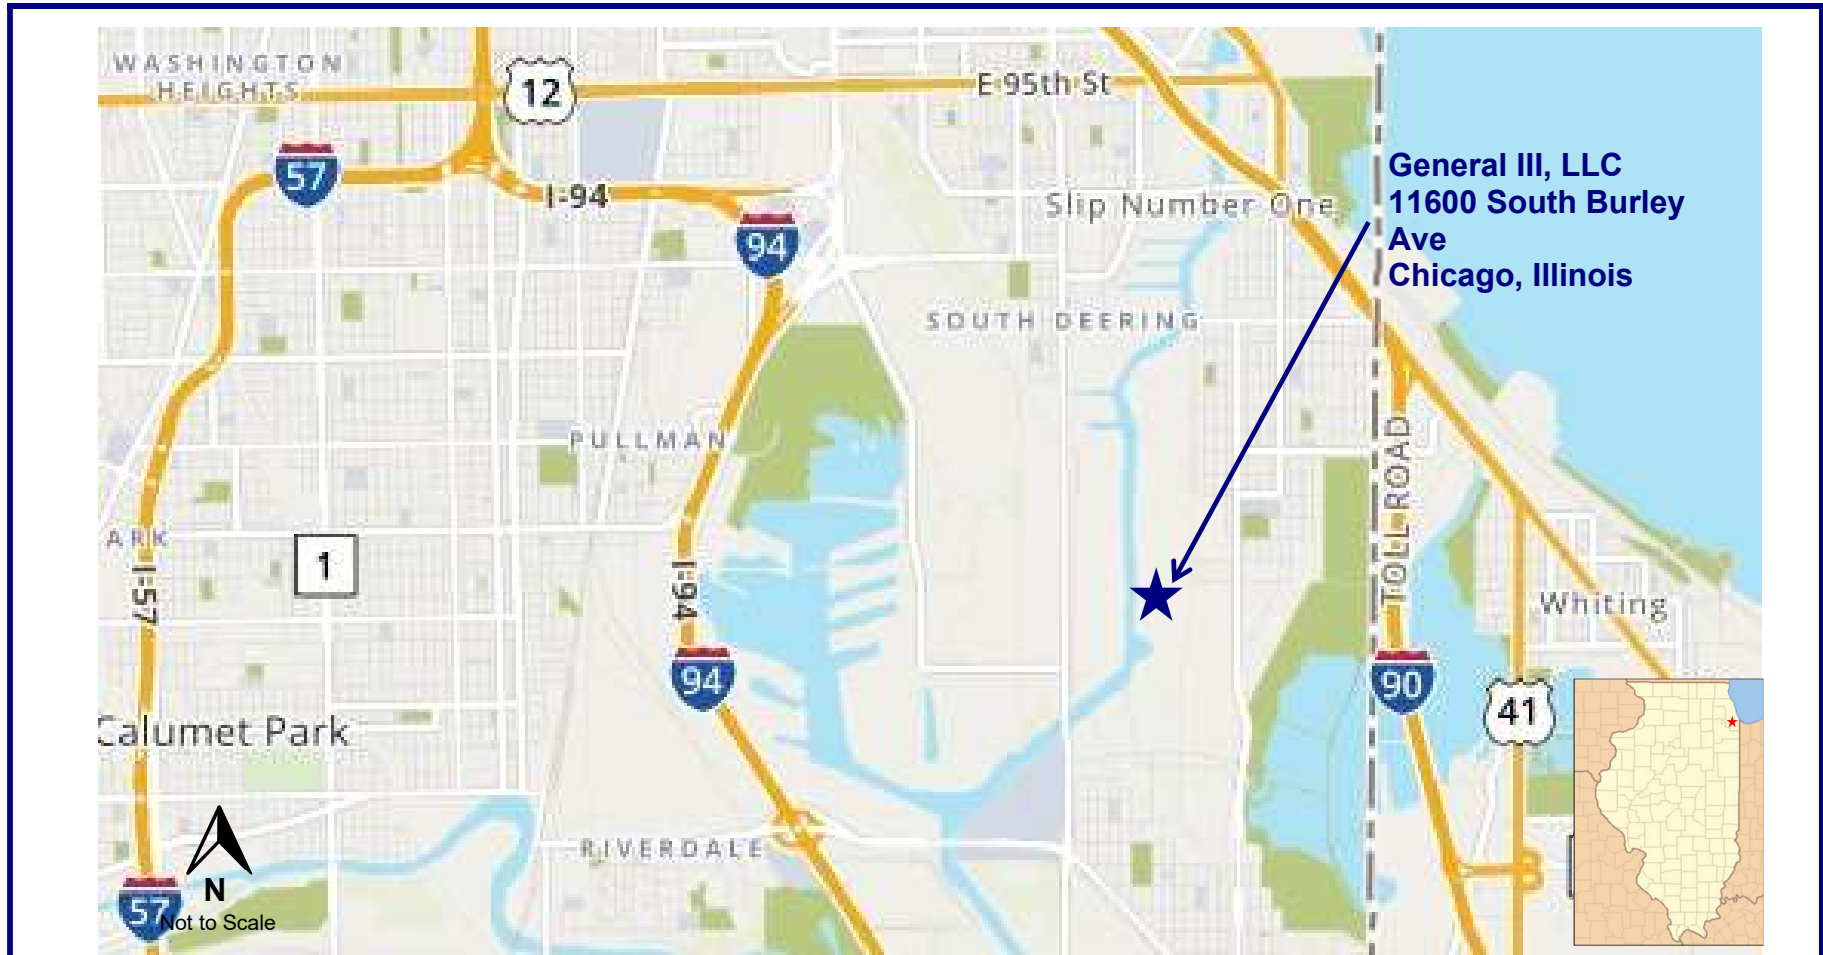 WASHINGTON
HEIGHTS
12
E 95th St
57
I-94
94
General III, LLC
11600 South Burley
Ave
Chicago, Illinois
Slip Number One
SOUTH DEERING
PULLMAN
TOLL ROAD
ARK
1
I-57
I-94
Whiting
94
90
41
Calumet Park
RIVERDALE
N
57
Not to Scale